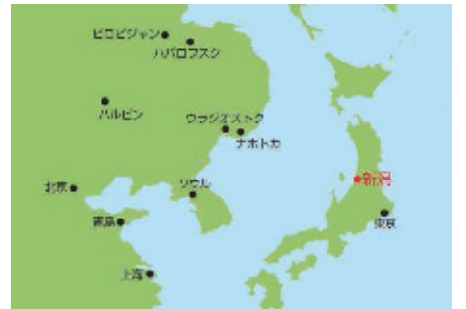 ビロビジャン
ハバロフスク
ハルビン
ウラジオストク
ナホトカ
北京
ソウル
新潟
青島
東京
上海